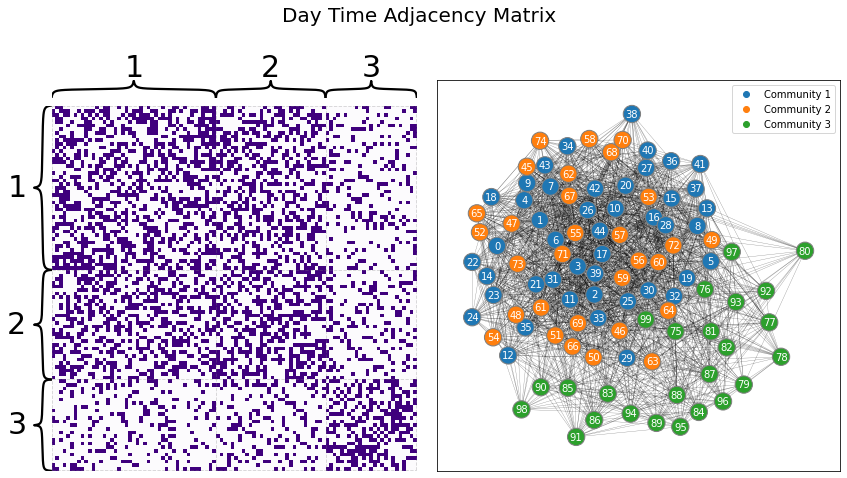 Day Time Adjacency Matrix
1 2 3
1
2
3
Community 1
Community 2
Community 3
38
74 34 58 70
68 40
45 43 27 36 41
62
9 7 42 20 37
18 4 67 53 15 13
65 26 10 16
47 1 28 8
52 55 44 57
0 6 72 49
71 17 97 80
22 73 3 56 60 5
14 39
21 31 59 19
23 11 2 30 32 76 92
61 25 93
24 48 33 99 64
35 69 46 75 81 77
54 51
66 82
12 50 29 63 78
87
90 85 79
83 88
98 96
94 84
86 89 95
91